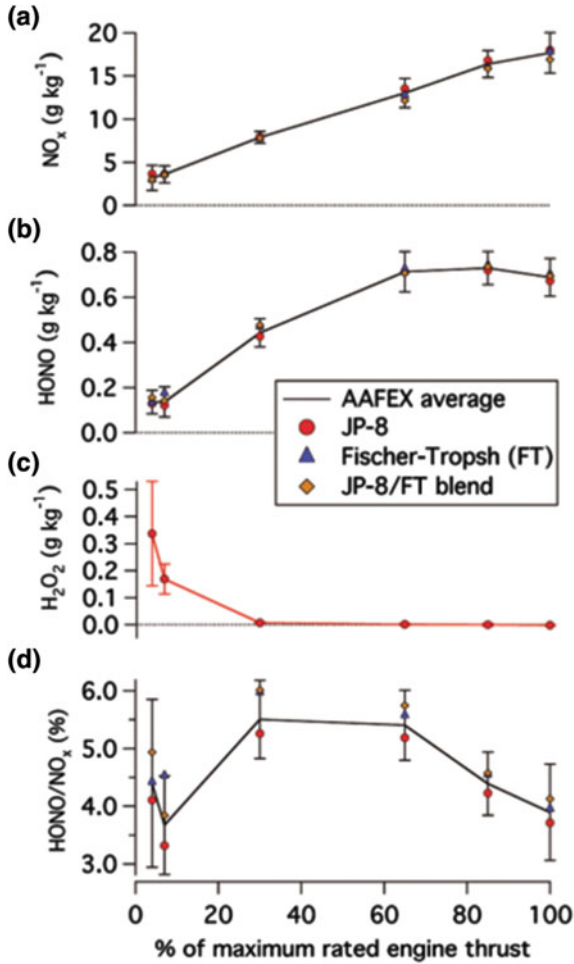 (a)
20
15
10
5
0
NOx (g kg-1)
(b)
0.8
0.6
0.4
0.2
0.0
HONO (g kg-1)
AAFEX average
JP-8
Fischer-Tropsh (FT)
JP-8/FT blend
(c)
0.5
0.4
0.3
0.2
0.1
0.0
H2O2 (g kg-1)
(d)
6.0
5.0
4.0
3.0
HONO/NOx (%)
0 20 40 60 80 100
% of maximum rated engine thrust